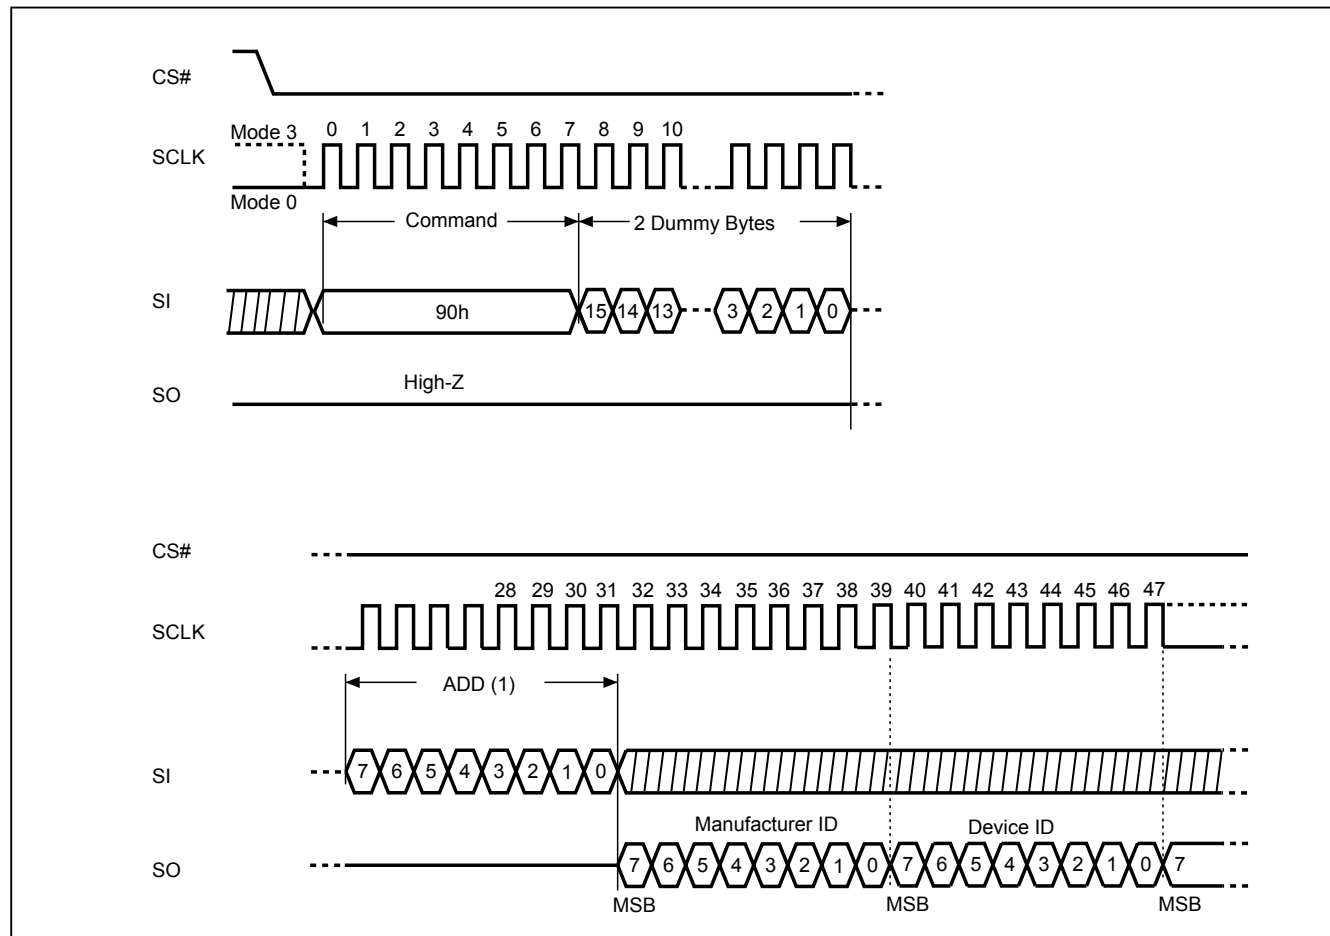 CS#
Mode 3 0 1 2 3 4 5 6 7 8 9 10
SCLK
Mode 0
Command 2 Dummy Bytes
SI 90h 15 14 13 3 2 1 0
High-Z
SO
CS#
28 29 30 31 32 33 34 35 36 37 38 39 40 41 42 43 44 45 46 47
SCLK
ADD (1)
SI 7 6 5 4 3 2 1 0
Manufacturer ID Device ID
SO 7 6 5 4 3 2 1 0 7 6 5 4 3 2 1 0 7
MSB MSB MSB